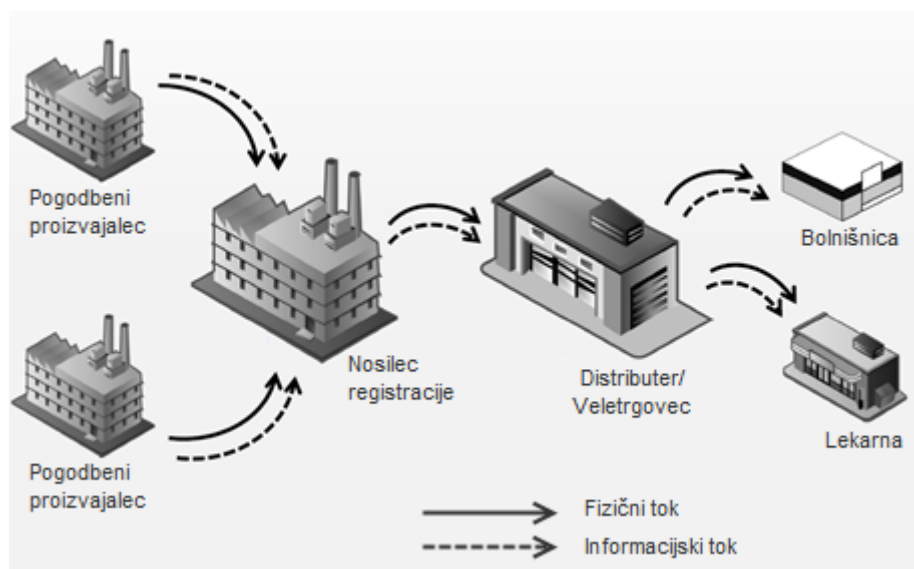 Pogodbeni
proizvajalec
Bolnišnica
Nosilec
registracije
Distributer/
Veletrgovec
Lekarna
Pogodbeni
proizvajalec
Fizični tok
Informacijski tok